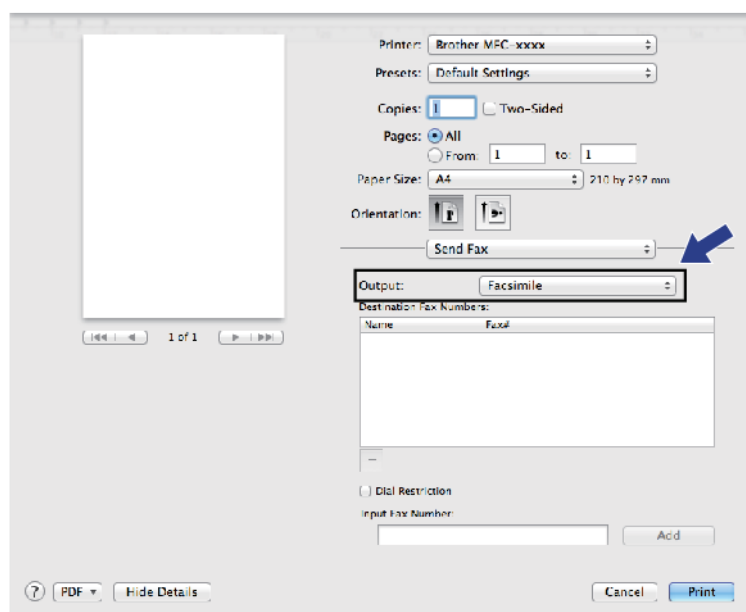 Printer: Brother MFC-xxxx
Presets: Default Settings
Copies: 1 Two-Sided
Pages: All
From: 1 to: 1
Paper Size: A4 210 by 297 mm
Orientation:
Send Fax
Output: Facsimile
Destination Fax Numbers:
Name Fax#
1 of 1
Dial Restriction
Input Fax Number:
Add
? PDF Hide Details Cancel Print